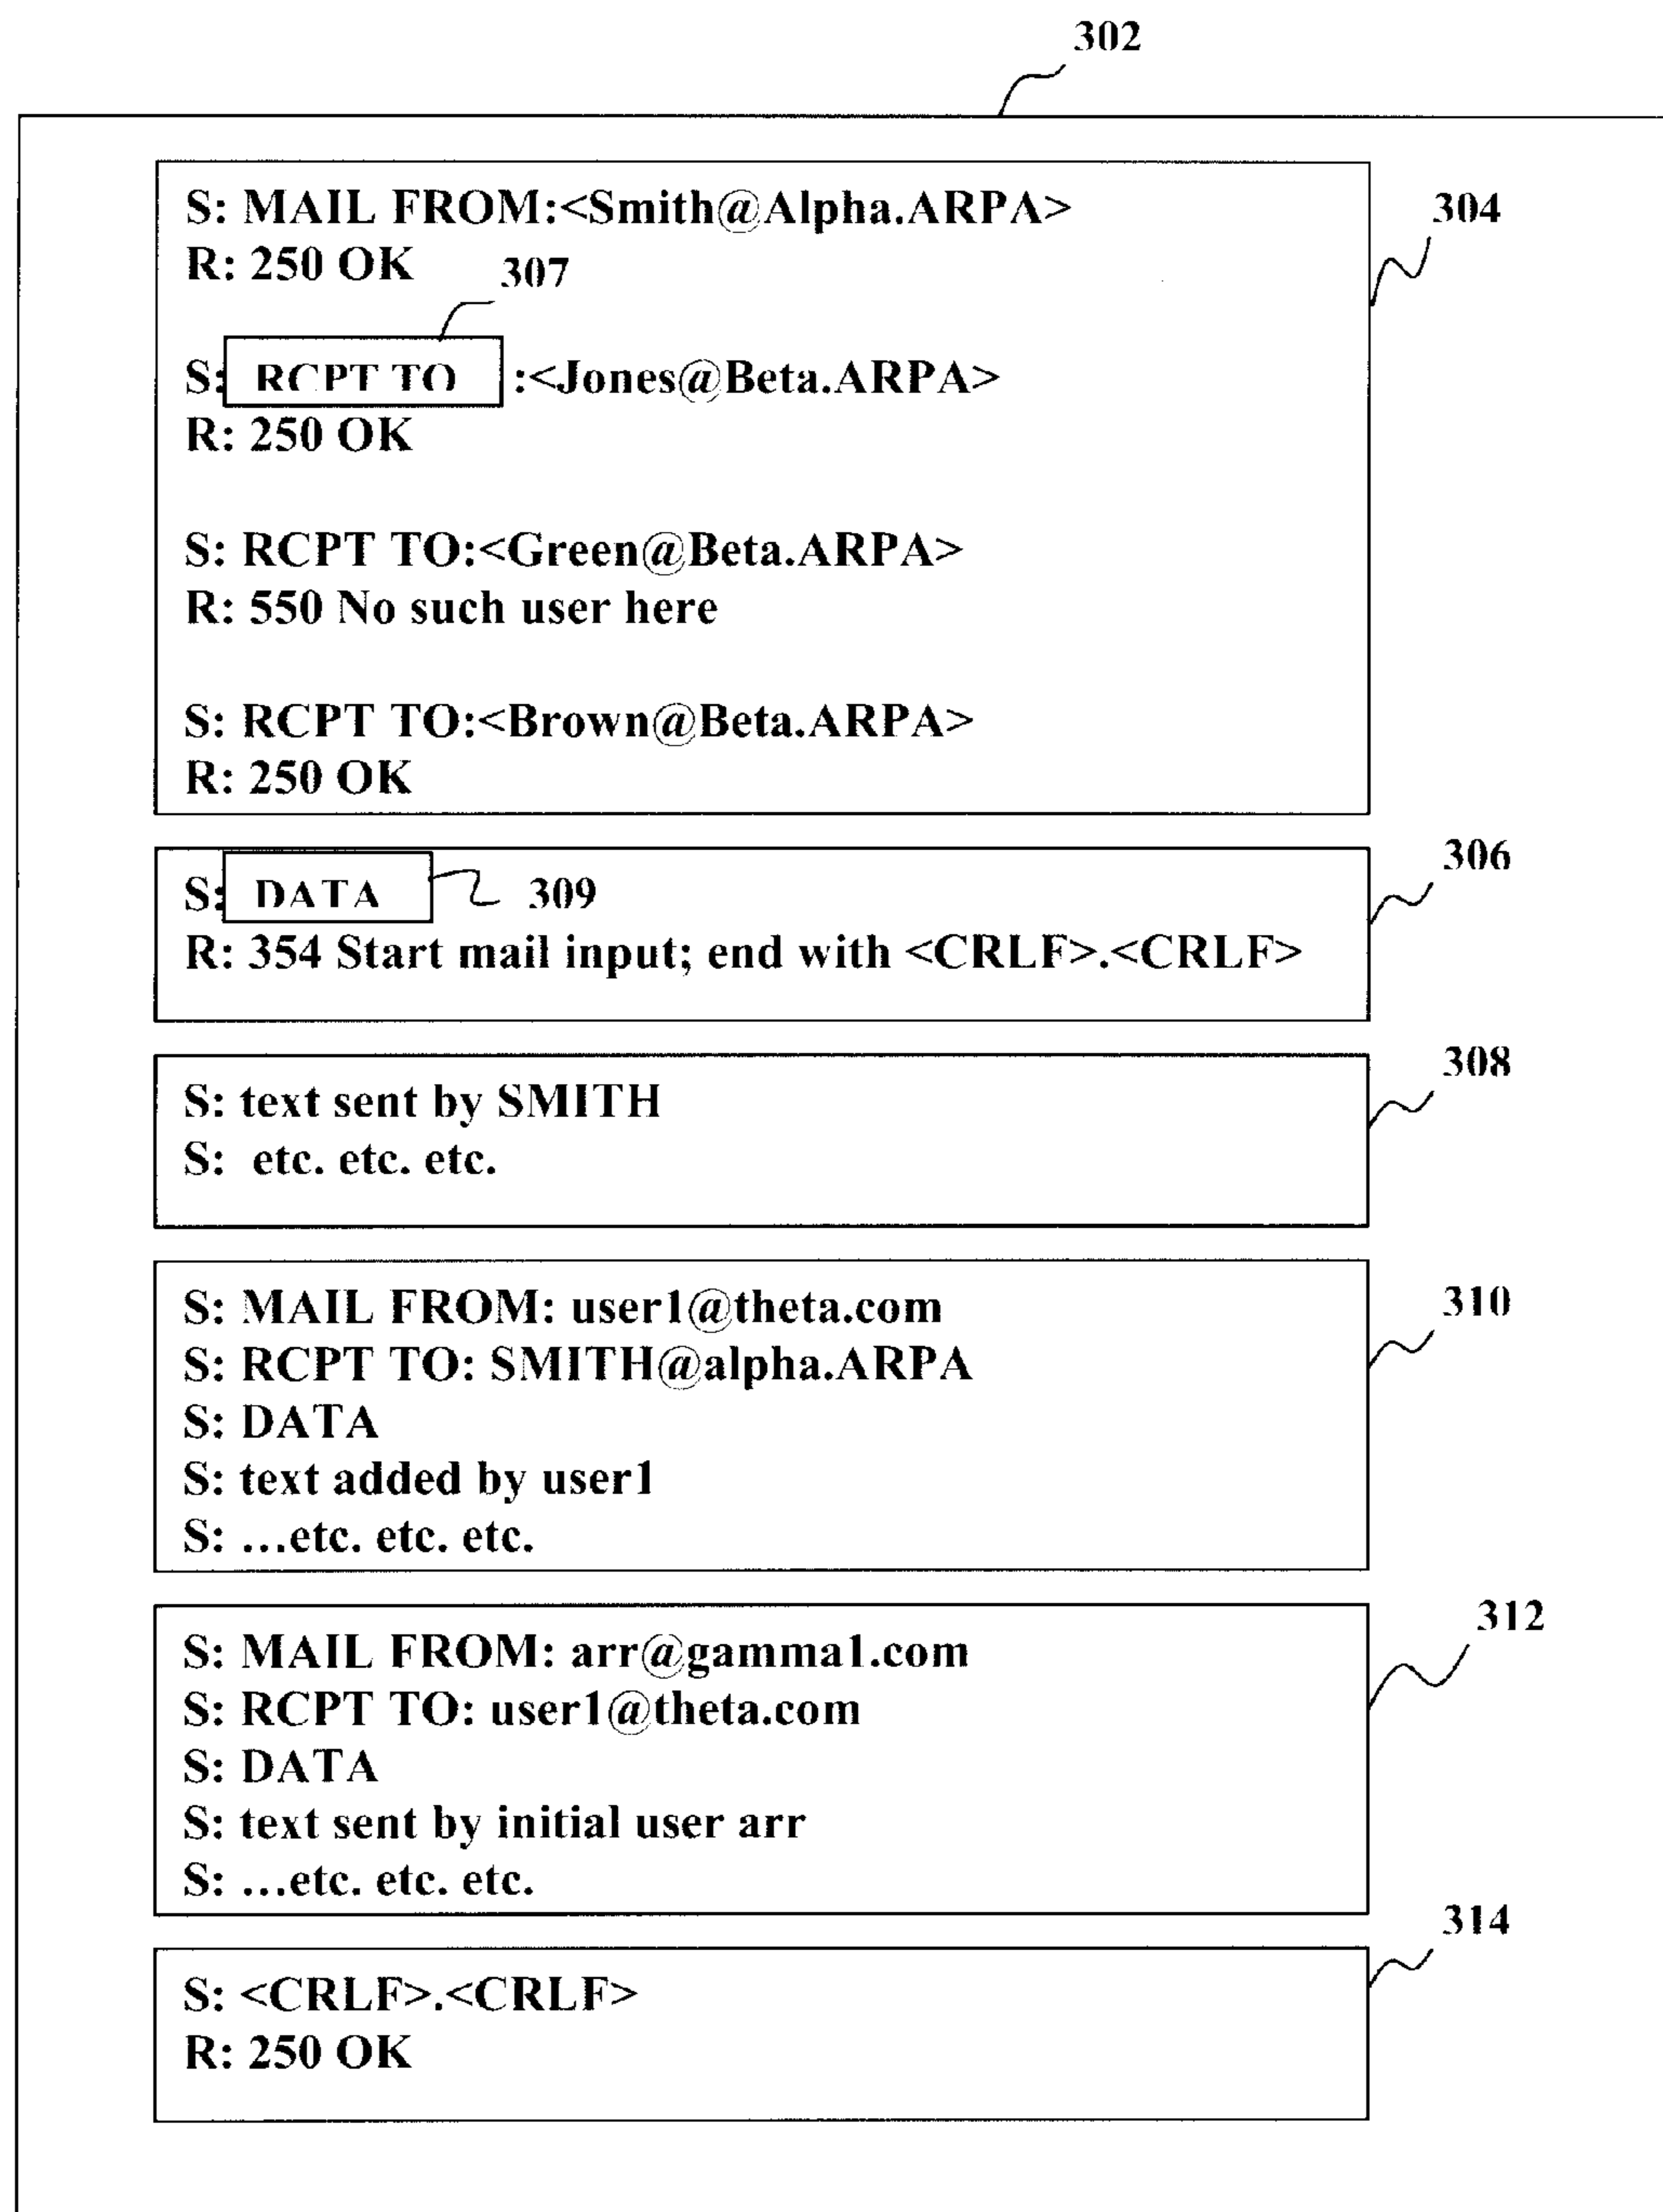 302
S: MAIL FROM:<Smith@Alpha.ARPA>
304
R: 250 OK
307
S: RCPT TO :<Jones@Beta.ARPA>
R: 250 OK
S: RCPT TO:<Green@Beta.ARPA>
R: 550 No such user here
S: RCPT TO:<Brown@Beta.ARPA>
R: 250 OK
306
S: DATA 309
R: 354 Start mail input; end with <CRLF>.<CRLF>
308
S: text sent by SMITH
S: etc. etc. etc.
310
S: MAIL FROM: user1@theta.com
S: RCPT TO: SMITH@alpha.ARPA
S: DATA
S: text added by user1
S: ...etc. etc. etc.
312
S: MAIL FROM: arr@gamma1.com
S: RCPT TO: user1@theta.com
S: DATA
S: text sent by initial user arr
S: ...etc. etc. etc.
314
S: <CRLF>.<CRLF>
R: 250 OK